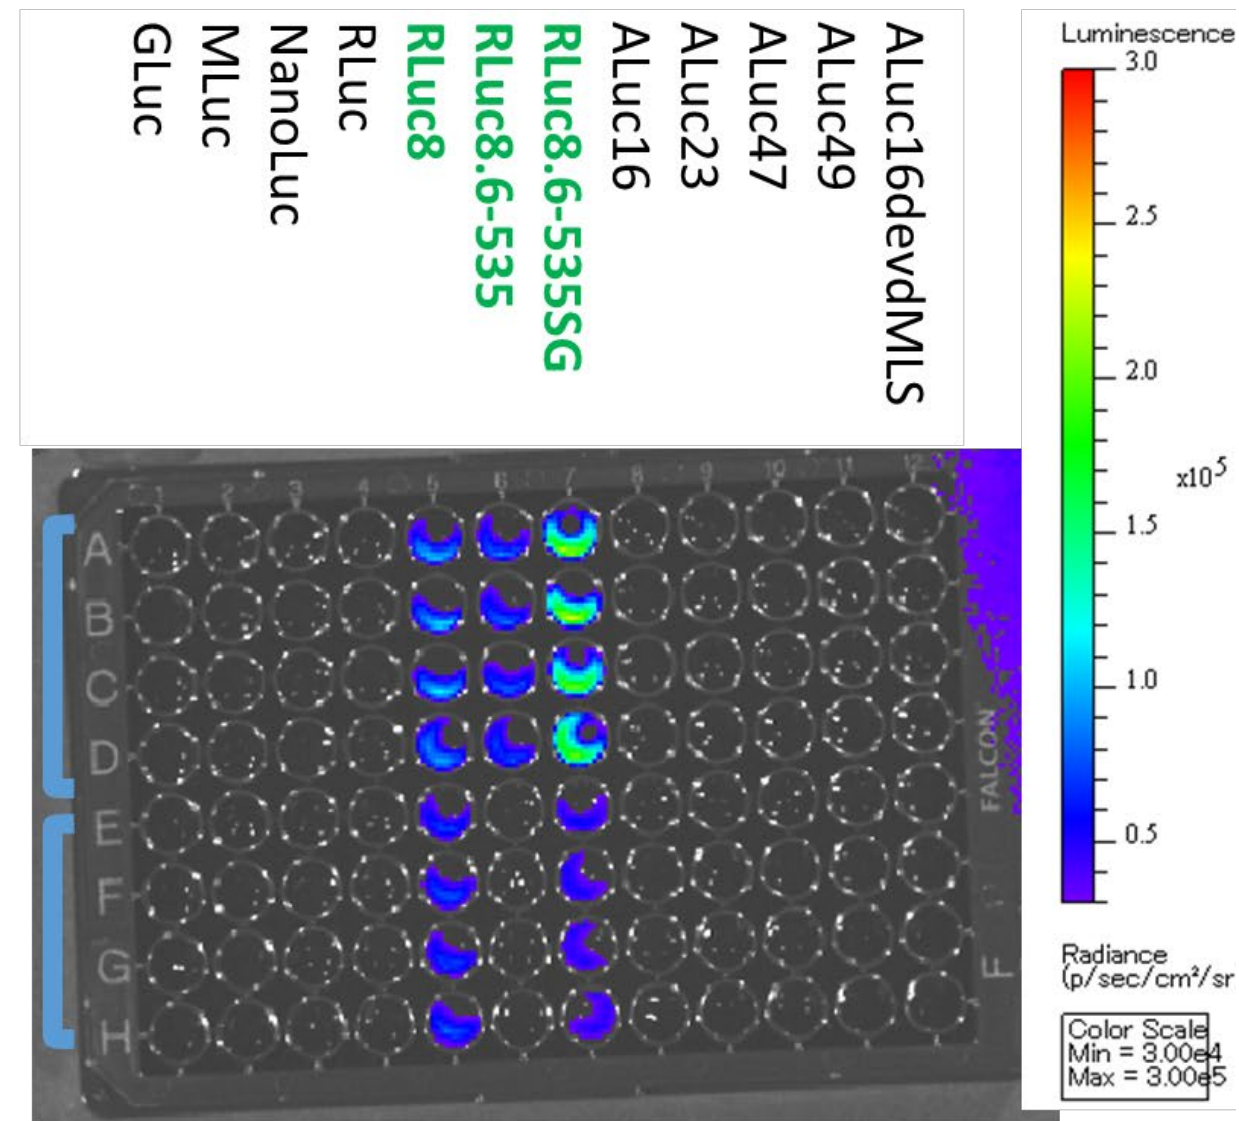 GLuc
MLuc
NanoLuc
RLuc
RLuc8
RLuc8.6-535
RLuc8.6-535SG
ALuc16
ALuc23
ALuc47
ALuc49
ALuc16devdMLS
Luminescence
3.0
2.5
2.0
x10⁵
1.5
1.0
0.5
Radiance
(p/sec/cm²/sr
Color Scale
Min = 3.00e4
Max = 3.00e5
1 2 3 4 5 6 7 8 9 10 11 12
A
B
C
D
E
F
G
H
FALCON
F